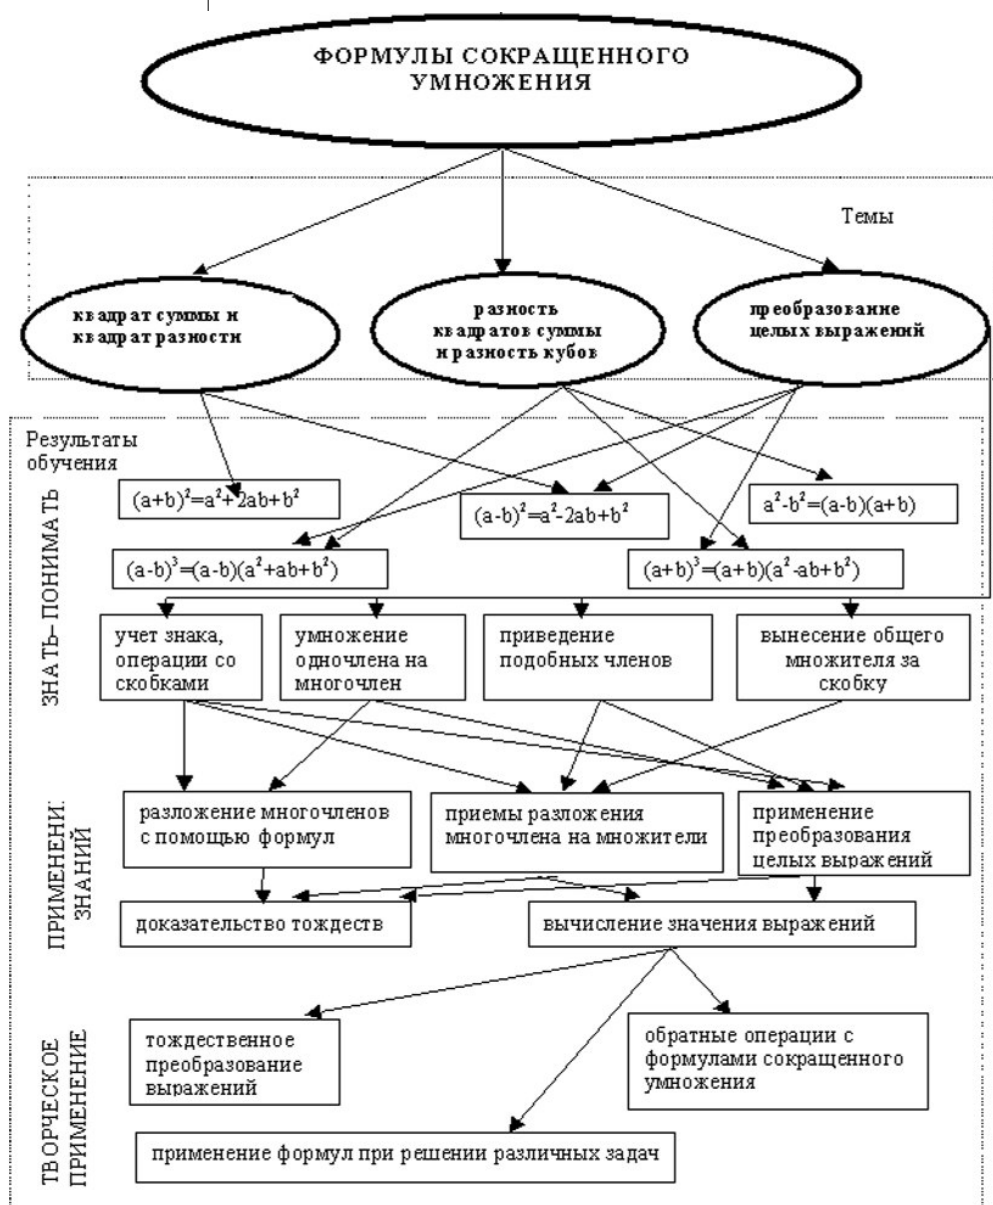 ФОРМУЛЫ СОКРАЩЕННОГО
УМНОЖЕНИЯ
Темы
квадрат суммы и
квадрат разности
разность
квадратов суммы
и разность кубов
преобразование
целых выражений
Результаты
обучения
ЗНАТЬ–ПОНИМАТЬ
(a+b)²=a²+2ab+b²
(a-b)²=a²-2ab+b²
a²-b²=(a-b)(a+b)
(a-b)³=(a-b)(a²+ab+b²)
(a+b)³=(a+b)(a²-ab+b²)
учет знака,
операции со
скобками
умножение
одночлена на
многочлен
приведение
подобных членов
вынесение общего
множителя за
скобку
ПРИМЕНЕНИ:
ЗНАНИЙ
разложение многочленов
с помощью формул
приемы разложения
многочлена на множители
применение
преобразования
целых выражений
доказательство тождеств
вычисление значения выражений
ТВОРЧЕСКОЕ
ПРИМЕНЕНИЕ
тождественное
преобразование
выражений
обратные операции с
формулами сокращенного
умножения
применение формул при решении различных задач